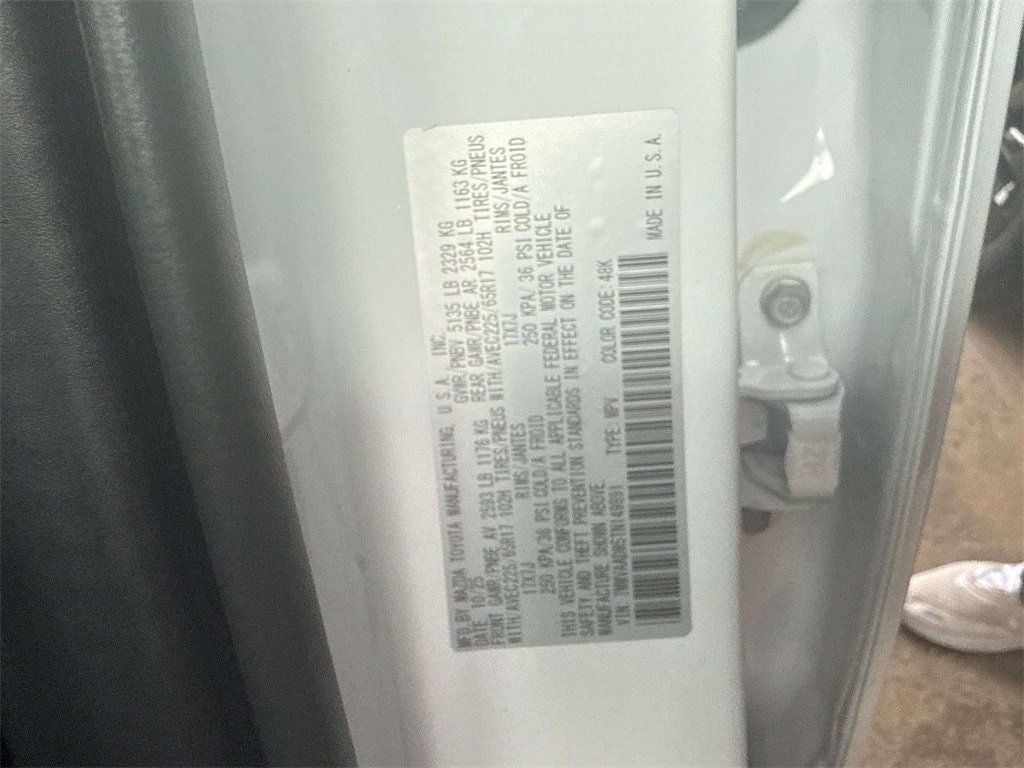 MFD BY MAZDA TOYOTA MANUFACTURING, U.S.A., INC.
DATE 10/25 GVWR/PNBV 5135 LB 2329 KG
FRONT GAWR/PNBE AV 2593 LB 1176 KG REAR GAWR/PNBE AR 2564 LB 1163 KG
WITH/AVEC 225/65R17 102H TIRES/PNEUS WITH/AVEC 225/65R17 102H TIRES/PNEUS
17X7J RIMS/JANTES 17X7J RIMS/JANTES
250 KPA/36 PSI COLD/A FROID 250 KPA/36 PSI COLD/A FROID
THIS VEHICLE CONFORMS TO ALL APPLICABLE FEDERAL MOTOR VEHICLE
SAFETY AND THEFT PREVENTION STANDARDS IN EFFECT ON THE DATE OF
MANUFACTURE SHOWN ABOVE.
TYPE: MPV COLOR CODE: 4BK
MADE IN U.S.A.